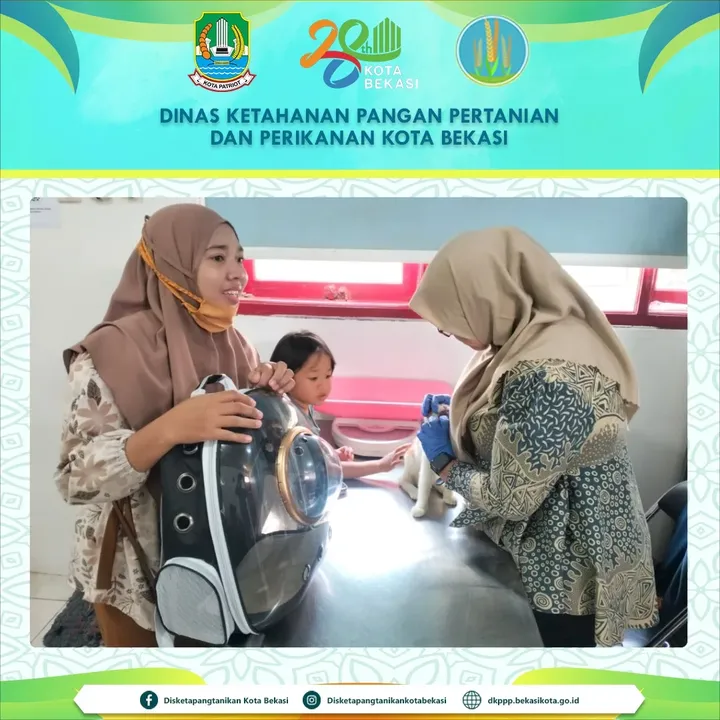 KOTA PATRIOT
28th
KOTA
BEKASI
DINAS KETAHANAN PANGAN PERTANIAN
DAN PERIKANAN KOTA BEKASI
Disketapangtanikan Kota Bekasi
Disketapangtanikankotabekasi
dkppp.bekasikota.go.id